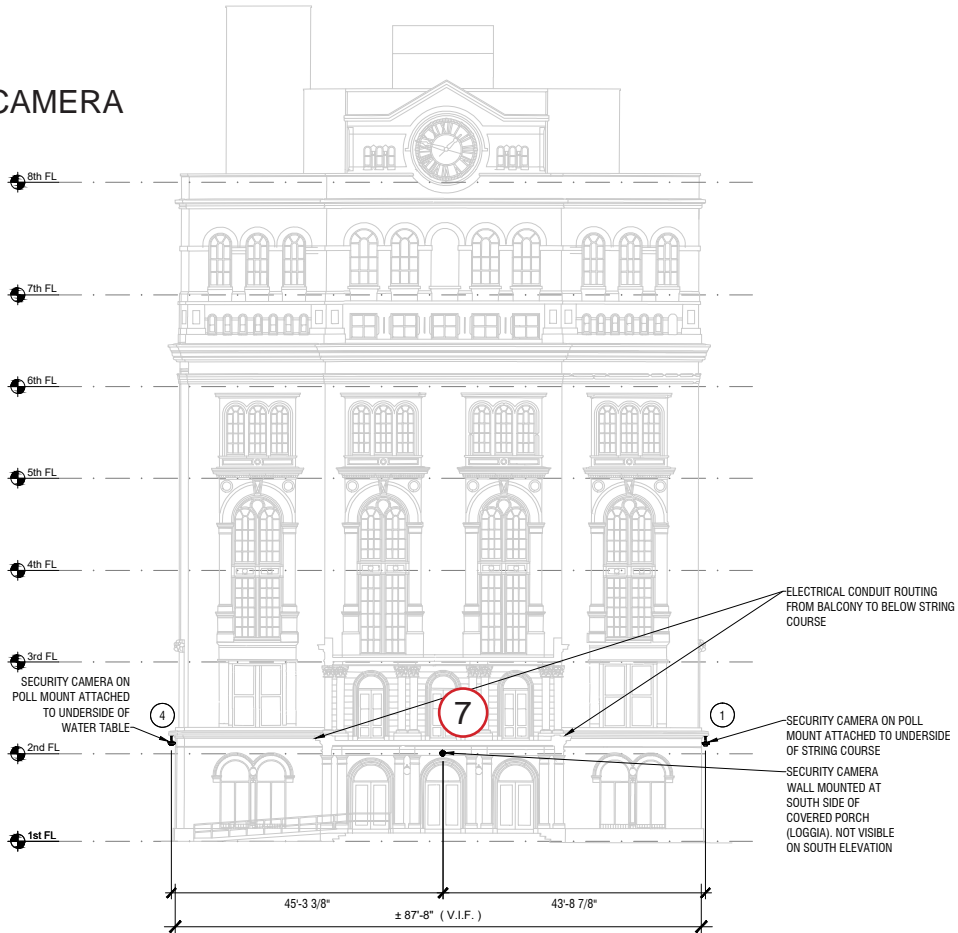 CAMERA
8th FL
7th FL
6th FL
5th FL
4th FL
ELECTRICAL CONDUIT ROUTING
FROM BALCONY TO BELOW STRING
COURSE
3rd FL
SECURITY CAMERA ON
POLL MOUNT ATTACHED
TO UNDERSIDE OF
WATER TABLE
4
7
1
SECURITY CAMERA ON POLL
MOUNT ATTACHED TO UNDERSIDE
OF STRING COURSE
2nd FL
SECURITY CAMERA
WALL MOUNTED AT
SOUTH SIDE OF
COVERED PORCH
(LOGGIA). NOT VISIBLE
ON SOUTH ELEVATION
1st FL
45'-3 3/8"
43'-8 7/8"
± 87'-8" ( V.I.F. )